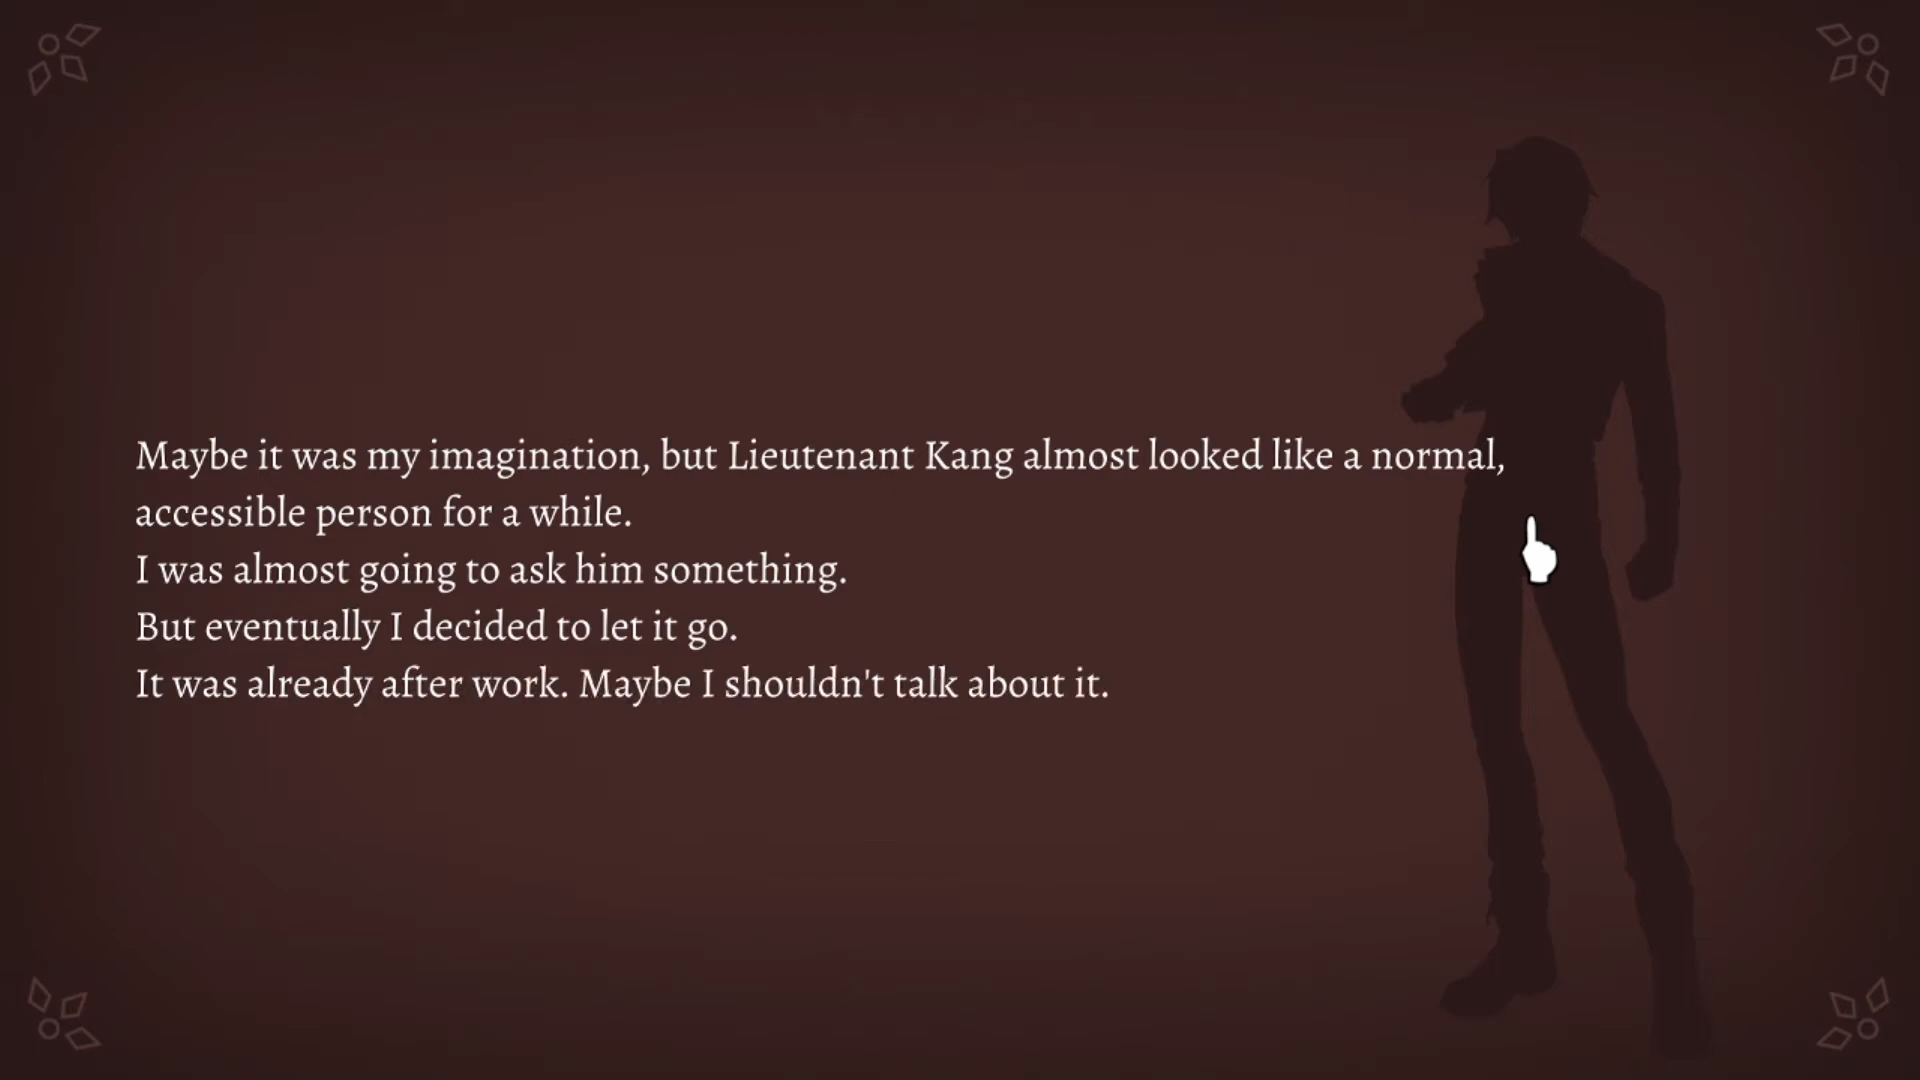 Maybe it was my imagination, but Lieutenant Kang almost looked like a normal,
accessible person for a while.
I was almost going to ask him something.
But eventually I decided to let it go.
It was already after work. Maybe I shouldn't talk about it.